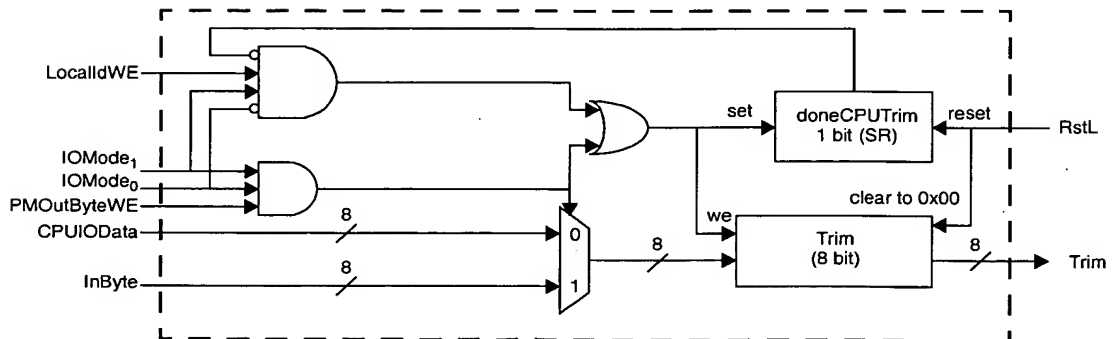 LocalIdWE
IOMode1
IOMode0
PMOutByteWE
CPUIOData
InByte
8
8
0
1
set
doneCPUTrim
1 bit (SR)
reset
RstL
clear to 0x00
we
8
Trim
(8 bit)
8
Trim